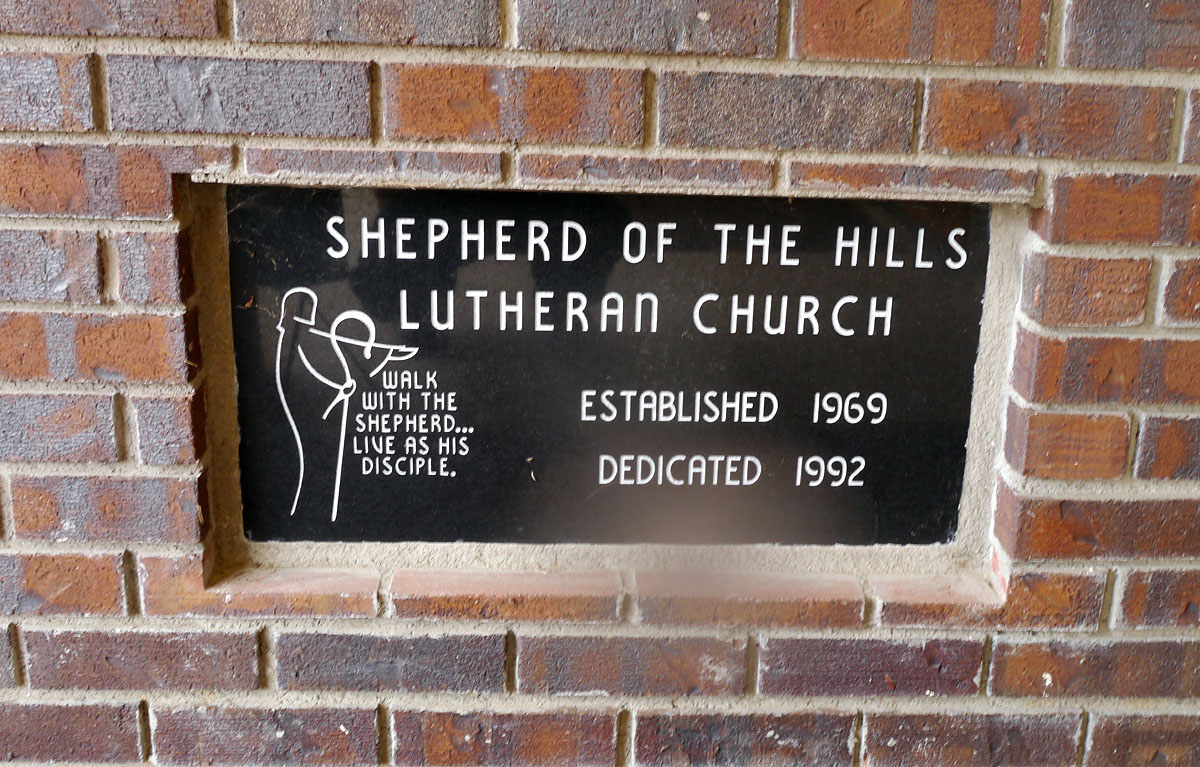 SHEPHERD OF THE HILLS
LUTHERAN CHURCH
WALK
WITH THE
SHEPHERD...
LIVE AS HIS
DISCIPLE.
ESTABLISHED 1969
DEDICATED 1992